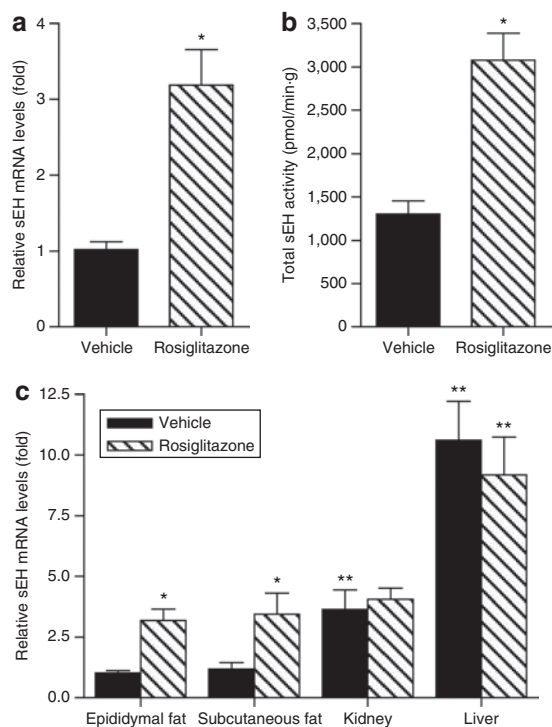 a
Relative sEH mRNA levels (fold)
4
3
2
1
0
*
Vehicle
Rosiglitazone
b
Total sEH activity (pmol/min·g)
3,500
3,000
2,500
2,000
1,500
1,000
500
0
*
Vehicle
Rosiglitazone
c
Relative sEH mRNA levels (fold)
12.5
10.0
7.5
5.0
2.5
0.0
Vehicle
Rosiglitazone
*
*
**
**
**
Epididymal fat
Subcutaneous fat
Kidney
Liver